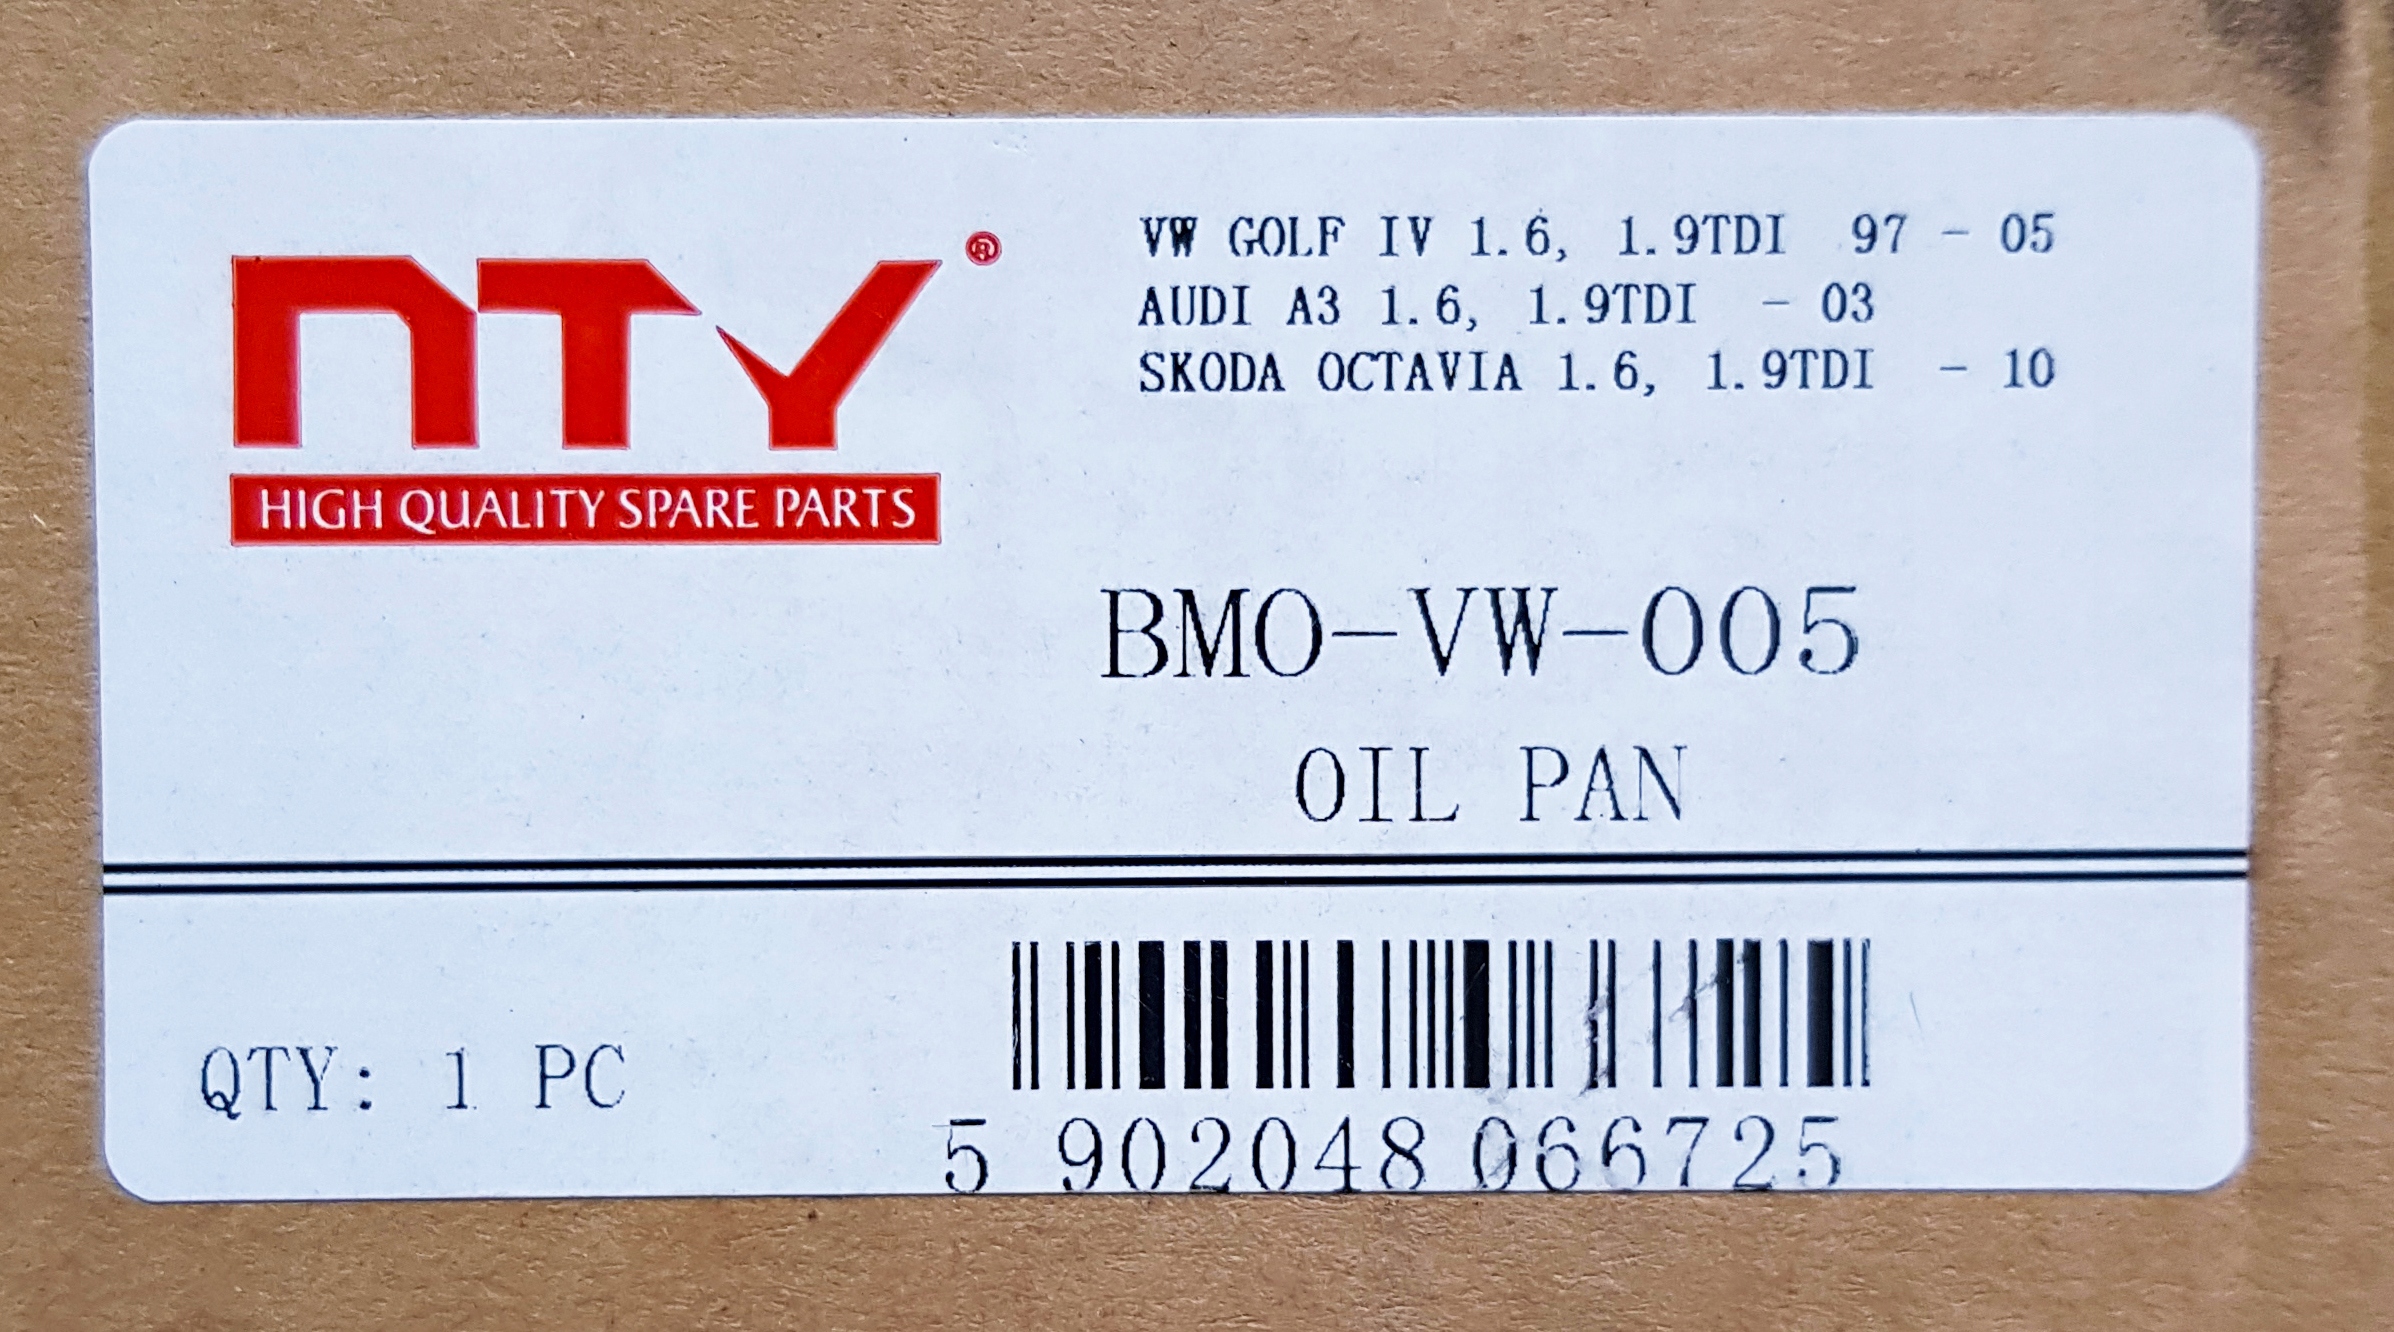 NTY®
HIGH QUALITY SPARE PARTS
VW GOLF IV 1.6, 1.9TDI 97 - 05
AUDI A3 1.6, 1.9TDI - 03
SKODA OCTAVIA 1.6, 1.9TDI - 10
BMO-VW-005
OIL PAN
QTY: 1 PC
5 902048 066725